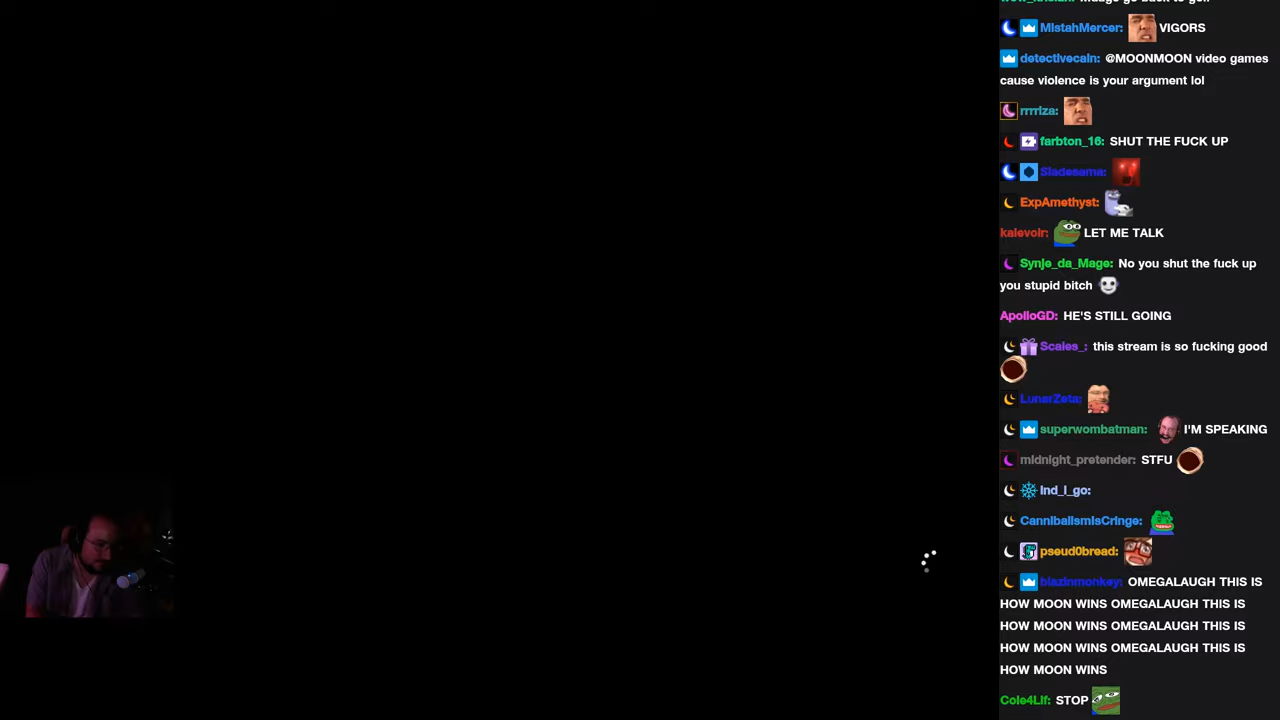 MistahMercer: VIGORS
detectivecain: @MOONMOON video games
cause violence is your argument lol
rrrriza:
farbton_16: SHUT THE FUCK UP
Sladesama:
ExpAmethyst:
kalevolr: LET ME TALK
Synje_da_Mage: No you shut the fuck up
you stupid bitch
ApolloGD: HE'S STILL GOING
Scales_: this stream is so fucking good
LunarZeta:
superwombatman: I'M SPEAKING
midnight_pretender: STFU
Ind_i_go:
CannibalismIsCringe:
pseud0bread:
blazinmonkey: OMEGALAUGH THIS IS
HOW MOON WINS OMEGALAUGH THIS IS
HOW MOON WINS OMEGALAUGH THIS IS
HOW MOON WINS OMEGALAUGH THIS IS
HOW MOON WINS
Cole4Lif: STOP